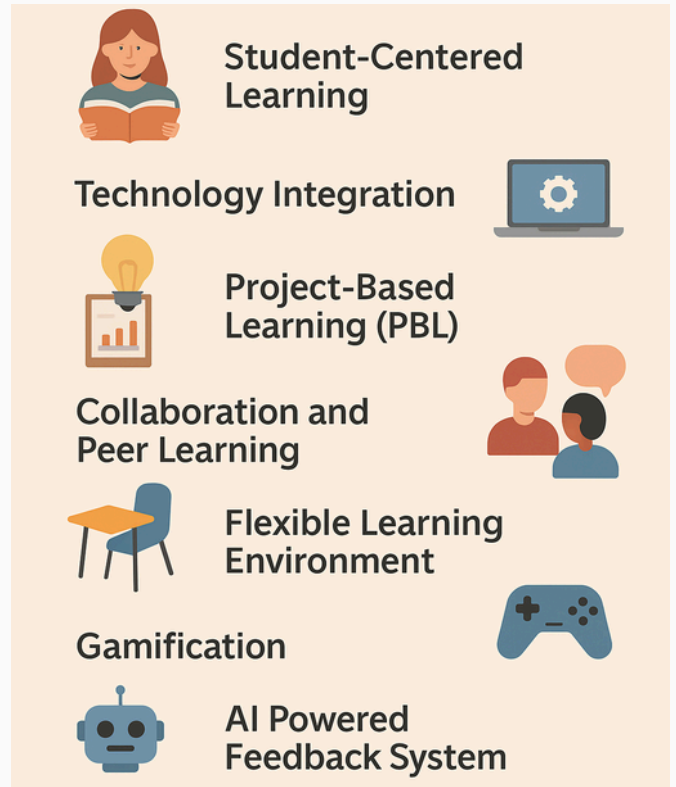 Student-Centered
Learning
Technology Integration
Project-Based
Learning (PBL)
Collaboration and
Peer Learning
Flexible Learning
Environment
Gamification
AI Powered
Feedback System